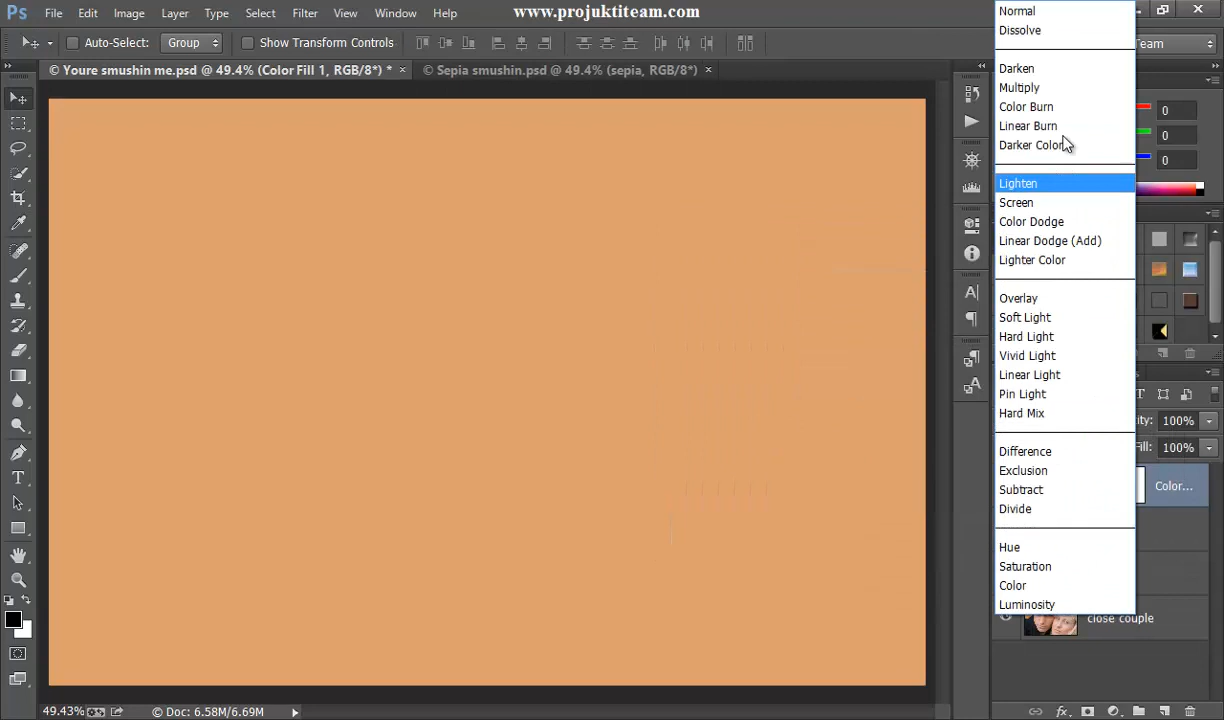 Ps File Edit Image Layer Type Select Filter View Window Help www.projuktiteam.com
Auto-Select: Group Show Transform Controls
Team
× Youre smushin me.psd @ 49.4% (Color Fill 1, RGB/8*) * × © Sepia smushin.psd @ 49.4% (sepia, RGB/8*) ×
Normal
Dissolve
Darken
Multiply
Color Burn
Linear Burn
Darker Color
Lighten
Screen
Color Dodge
Linear Dodge (Add)
Lighter Color
Overlay
Soft Light
Hard Light
Vivid Light
Linear Light
Pin Light
Hard Mix
Difference
Exclusion
Subtract
Divide
Hue
Saturation
Color
Luminosity
0
0
0
ity: 100%
Fill: 100%
Color...
close couple
49.43% © Doc: 6.58M/6.69M